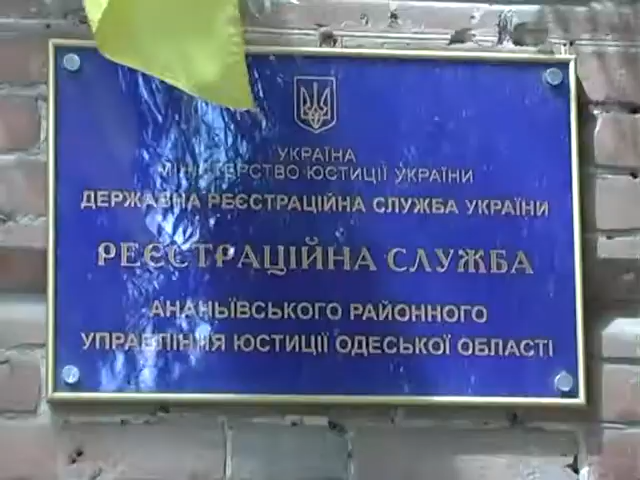 УКРАЇНА
МІНІСТЕРСТВО ЮСТИЦІЇ УКРАЇНИ
ДЕРЖАВНА РЕЄСТРАЦІЙНА СЛУЖБА УКРАЇНИ
РЕЄСТРАЦІЙНА СЛУЖБА
АНАНЬЇВСЬКОГО РАЙОННОГО
УПРАВЛІННЯ ЮСТИЦІЇ ОДЕСЬКОЇ ОБЛАСТІ